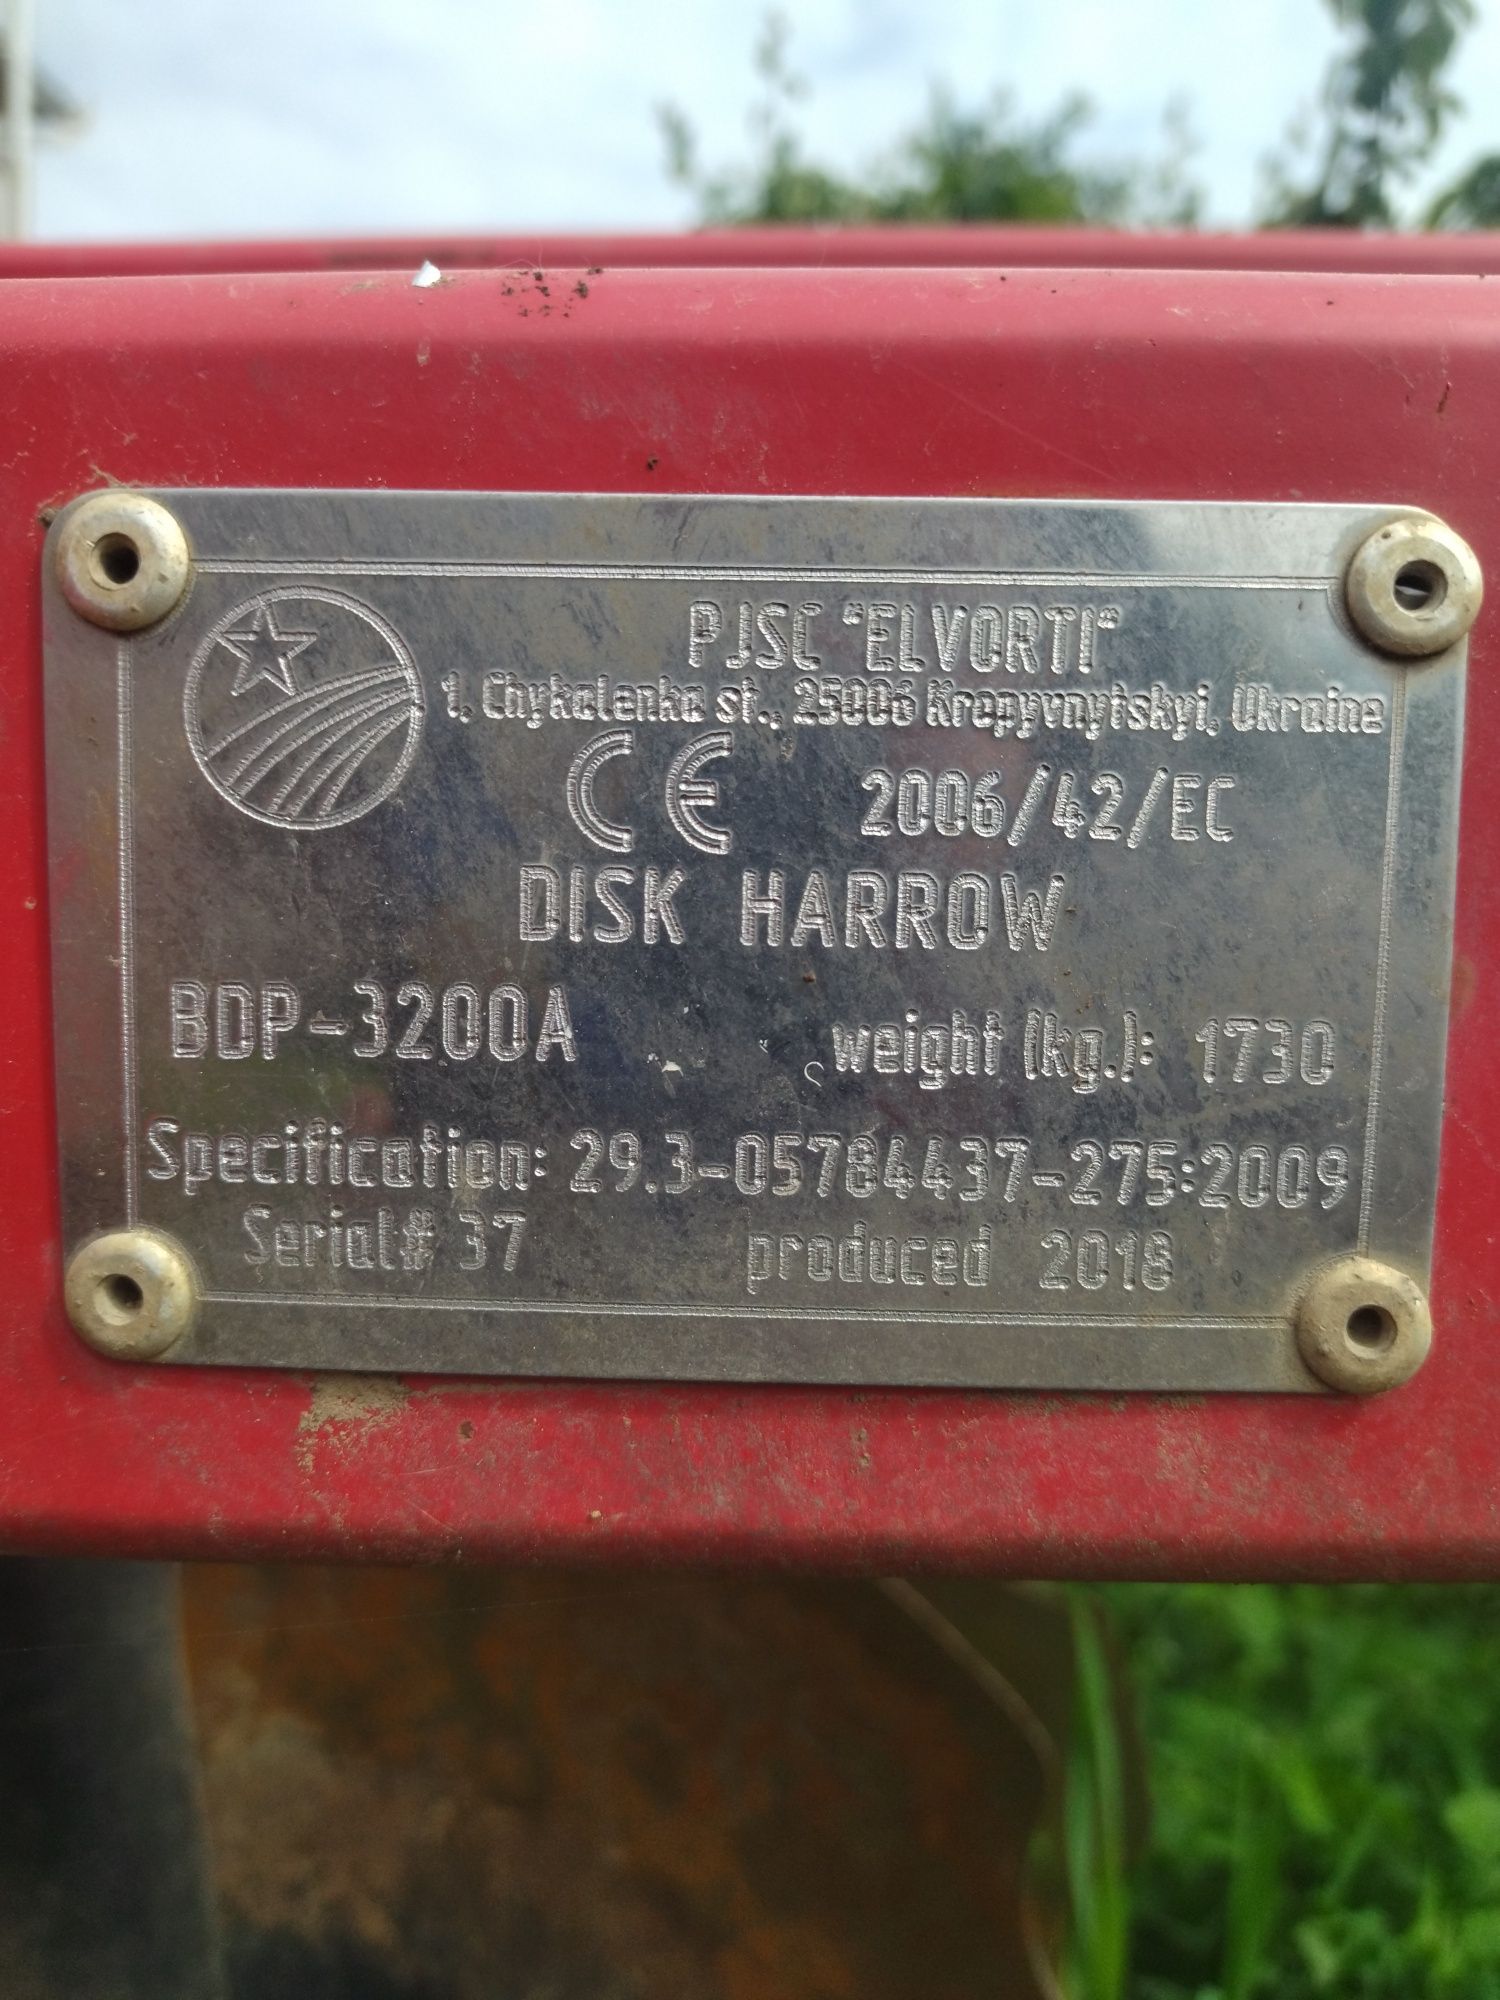 PJSC "ELVORTI"
1, Chykalenka st., 25006 Kropyvnytskyi, Ukraine
CE 2006/42/EC
DISK HARROW
BDP-3200A weight (kg.): 1730
Specification: 29.3-05784437-275:2009
Serial# 37 produced 2018